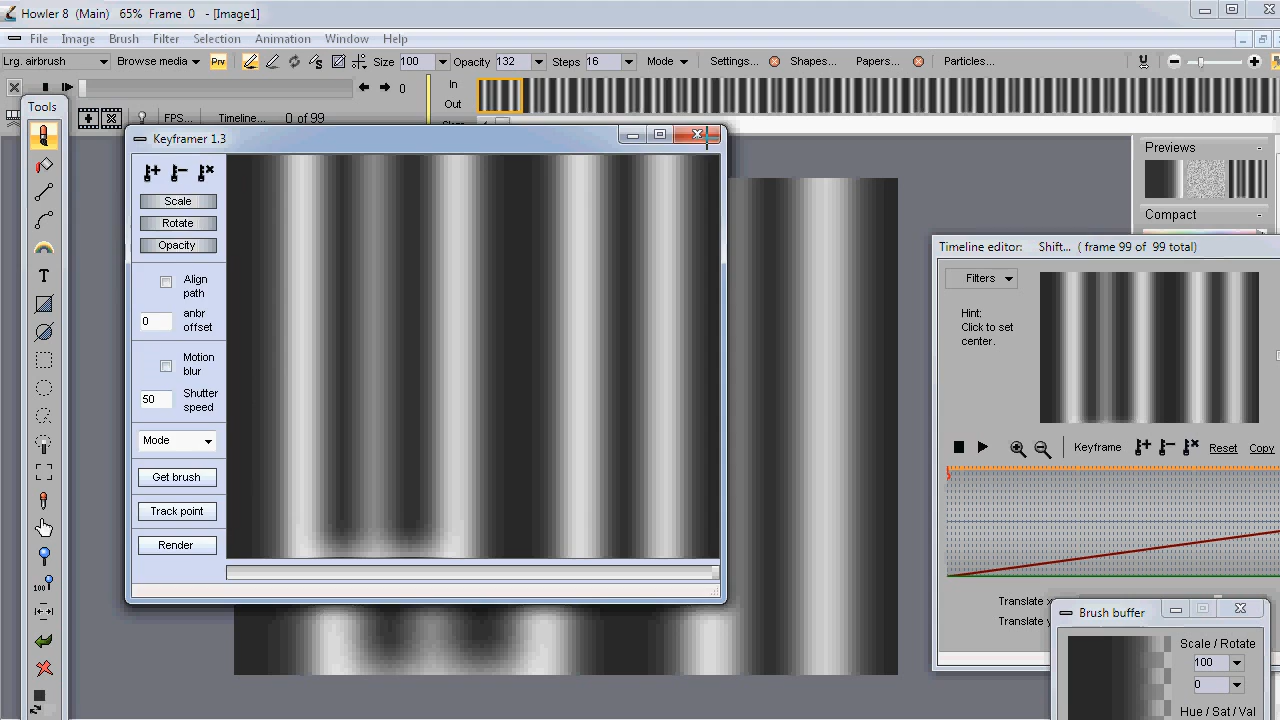 Howler 8 (Main) 65% Frame 0 - [Image1]
File Image Brush Filter Selection Animation Window Help
Lrg. airbrush Browse media Prv Size 100 Opacity 132 Step 16 Mode Settings... Shapes... Papers... Particles...
0 In
Out
FPS... Timeline... 0 of 99
Tools
Keyframer 1.3
Scale
Rotate
Opacity
Align
path
0 anbr
offset
Motion
blur
50 Shutter
speed
Mode
Get brush
Track point
Render
T
100
Previews -
Compact -
Timeline editor: Shift... ( frame 99 of 99 total)
Filters
Hint:
Click to set
center.
Keyframe Reset Copy
Translate x
Translate y
Brush buffer
Scale / Rotate
100
0
Hue / Sat / Val